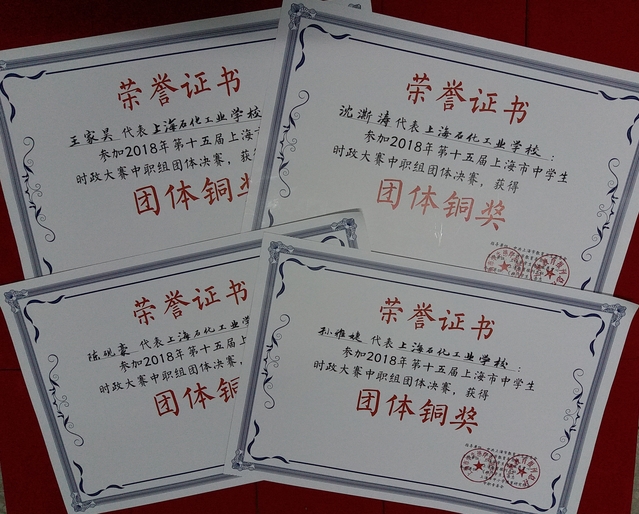 荣誉证书
王家昊 代表上海石化工业学校
参加2018年第十五届上海市
时政大赛中职组团体决赛，获
团体铜奖
荣誉证书
沈澌涛代表上海石化工业学校：
参加2018年第十五届上海市中学生
时政大赛中职组团体决赛，获得
团体铜奖
荣誉证书
陈砚豪 代表上海石化工业学
参加2018年第十五届上
时政大赛中职组团体决赛，
团体铜
荣誉证书
孙雅婕 代表上海石化工业学校：
参加2018年第十五届上海市中学生
时政大赛中职组团体决赛，获得
团体铜奖